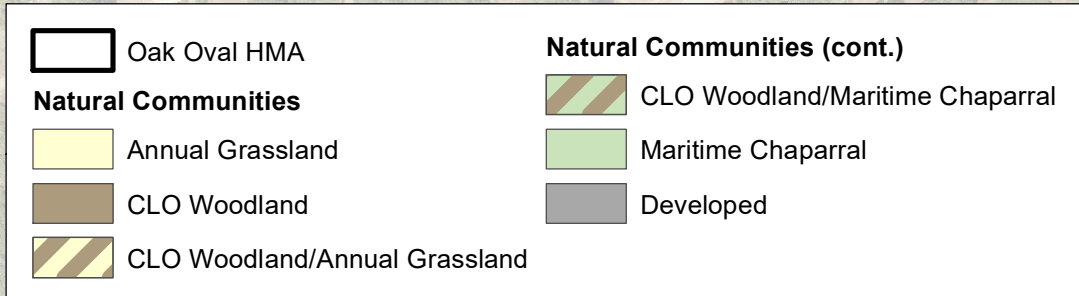 Oak Oval HMA
Natural Communities
Annual Grassland
CLO Woodland
CLO Woodland/Annual Grassland
Natural Communities (cont.)
CLO Woodland/Maritime Chaparral
Maritime Chaparral
Developed